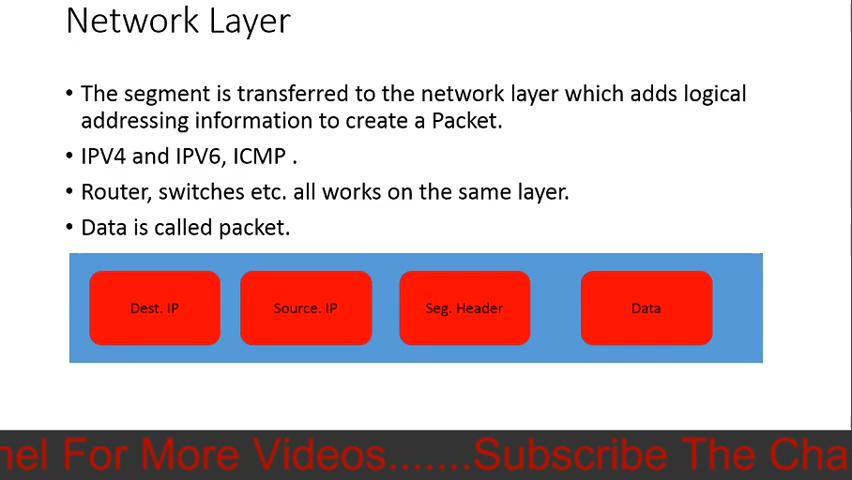 Network Layer
• The segment is transferred to the network layer which adds logical
addressing information to create a Packet.
• IPV4 and IPV6, ICMP .
• Router, switches etc. all works on the same layer.
• Data is called packet.
Dest. IP Source. IP Seg. Header Data
nel For More Videos.......Subscribe The Cha